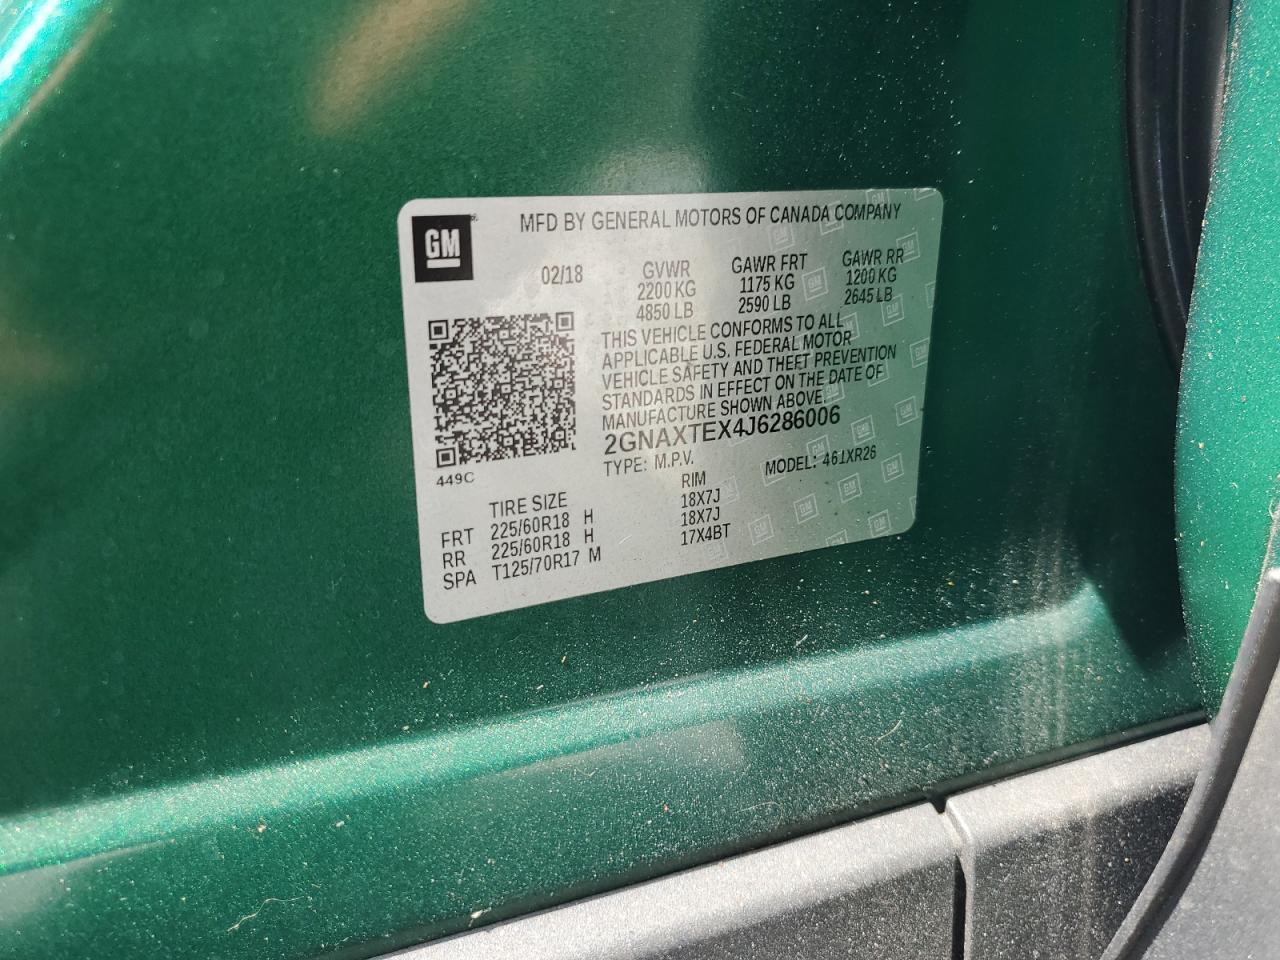 GM
MFD BY GENERAL MOTORS OF CANADA COMPANY
02/18 GVWR GAWR FRT GAWR RR
2200 KG 1175 KG 1200 KG
4850 LB 2590 LB 2645 LB
THIS VEHICLE CONFORMS TO ALL
APPLICABLE U.S. FEDERAL MOTOR
VEHICLE SAFETY AND THEFT PREVENTION
STANDARDS IN EFFECT ON THE DATE OF
MANUFACTURE SHOWN ABOVE.
2GNAXTEX4J6286006
TYPE: M.P.V. MODEL: 461XR26
449C
TIRE SIZE RIM
FRT 225/60R18 H 18X7J
RR 225/60R18 H 18X7J
SPA T125/70R17 M 17X4BT